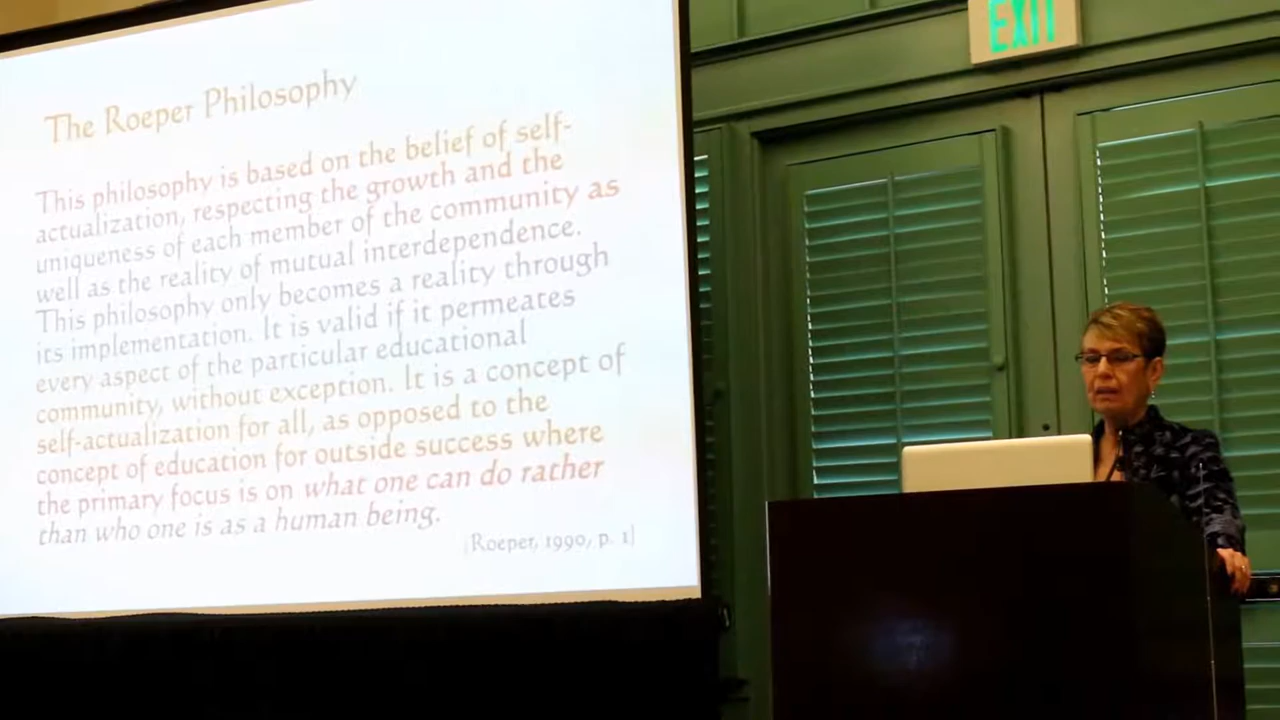 The Roeper Philosophy
This philosophy is based on the belief of self-
actualization, respecting the growth and the
uniqueness of each member of the community as
well as the reality of mutual interdependence.
This philosophy only becomes a reality through
its implementation. It is valid if it permeates
every aspect of the particular educational
community, without exception. It is a concept of
self-actualization for all, as opposed to the
concept of education for outside success where
the primary focus is on what one can do rather
than who one is as a human being.
[Roeper, 1990, p. 1]
EXIT